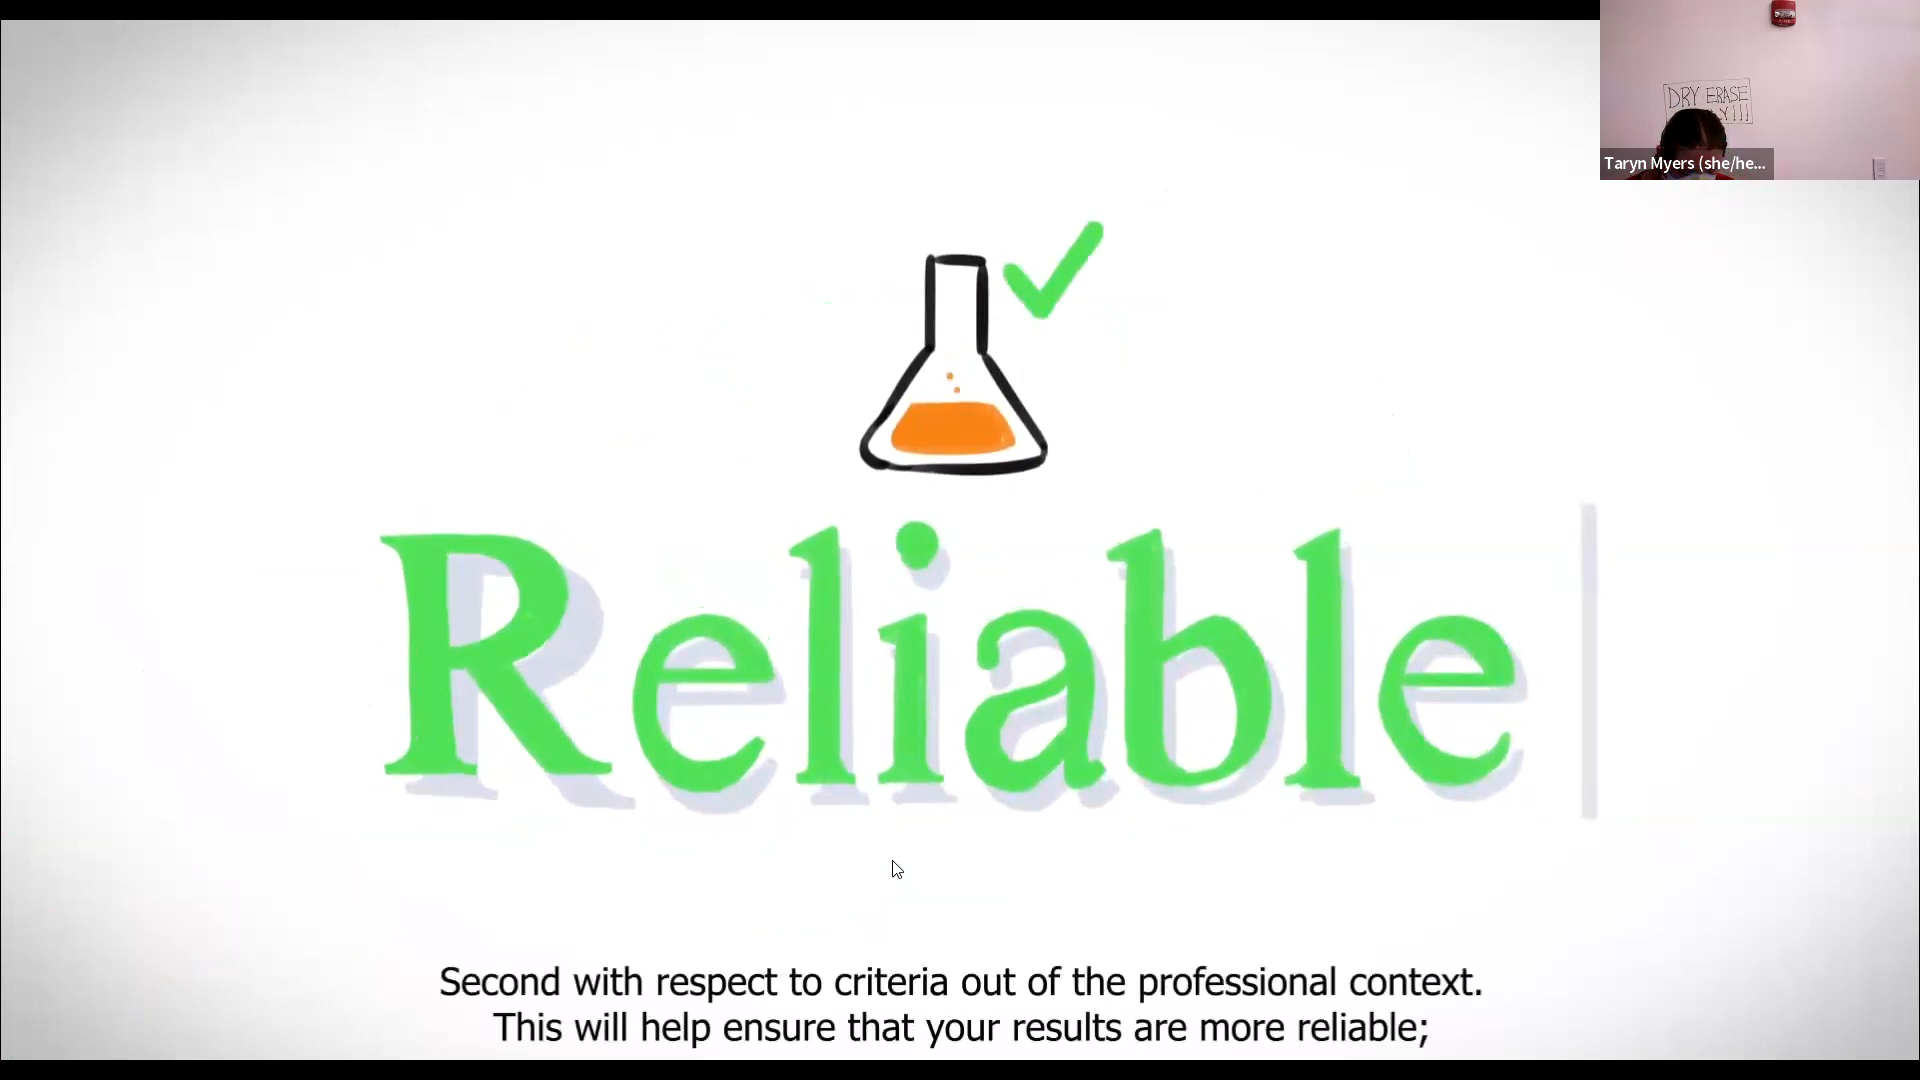 DRY ERASE
LY!!!
Taryn Myers (she/he...
Reliable
Second with respect to criteria out of the professional context.
This will help ensure that your results are more reliable;